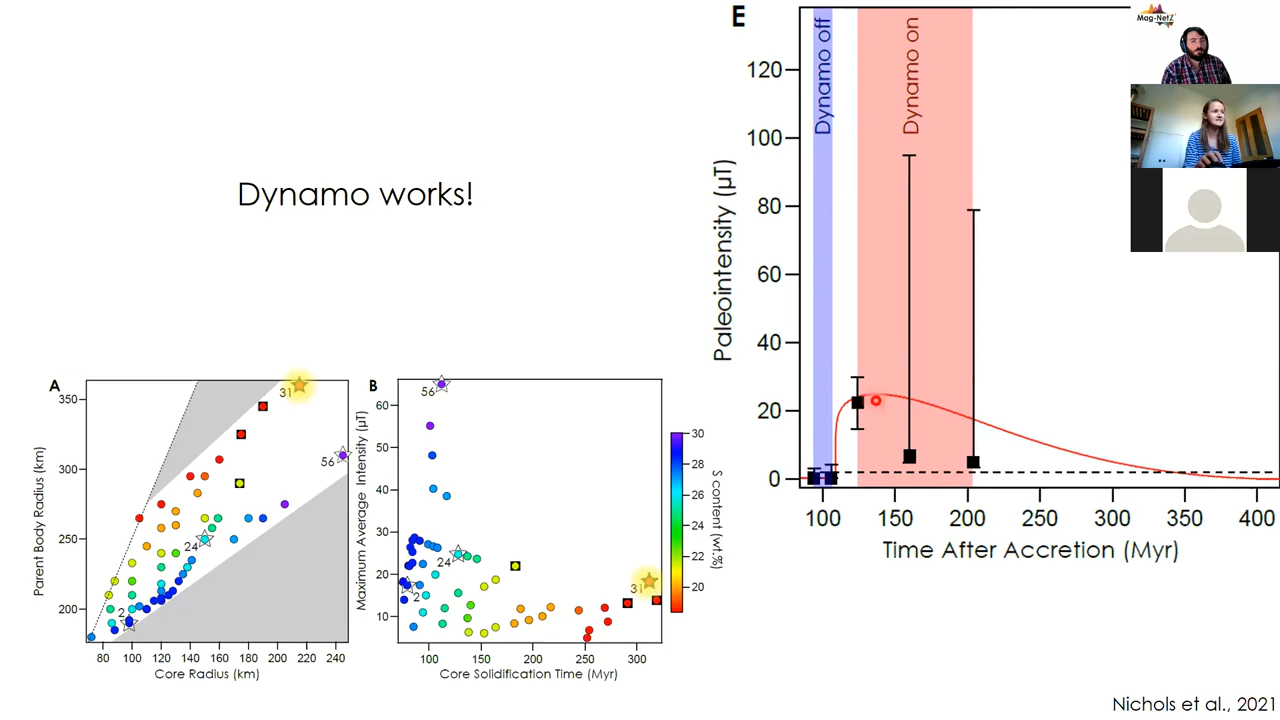 Dynamo works!
A
Parent Body Radius (km)
350
300
250
200
31
56
24
2
80 100 120 140 160 180 200 220 240
Core Radius (km)
B
Maximum Average Intensity (µT)
60
50
40
30
20
10
56
24
2
31
100 150 200 250 300
Core Solidification Time (Myr)
30
28
26
24
22
20
S content (wt.%)
E
Dynamo off
Dynamo on
Paleointensity (µT)
120
100
80
60
40
20
0
100 150 200 250 300 350 400
Time After Accretion (Myr)
Mag-NetZ
Nichols et al., 2021